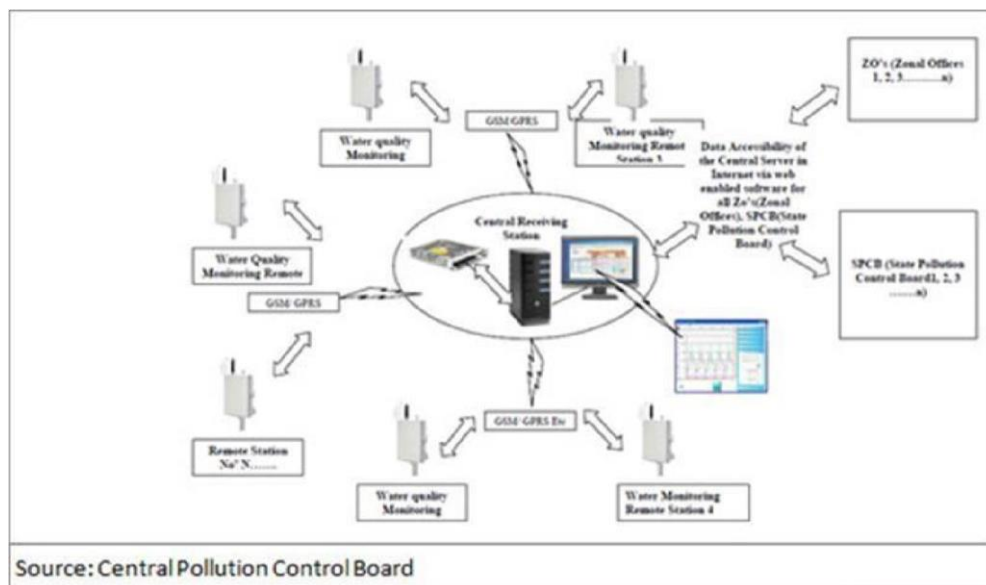 ZO's (Zonal Offices
1, 2, 3...........n)
GSM/GPRS
Water quality
Monitoring
Water quality
Monitoring Remote
Station 3
Data Accessibility of
the Central Server in
Internet via web
enabled software for
all Zo's(Zonal
Offices), SPCB(State
Pollution Control
Board)
Central Receiving
Station
Water Quality
Monitoring Remote
SPCB (State Pollution
Control Board1, 2, 3
.......n)
GSM/ GPRS
GSM/ GPRS Etc
Remote Station
No' N.......
Water quality
Monitoring
Water Monitoring
Remote Station 4
Source: Central Pollution Control Board